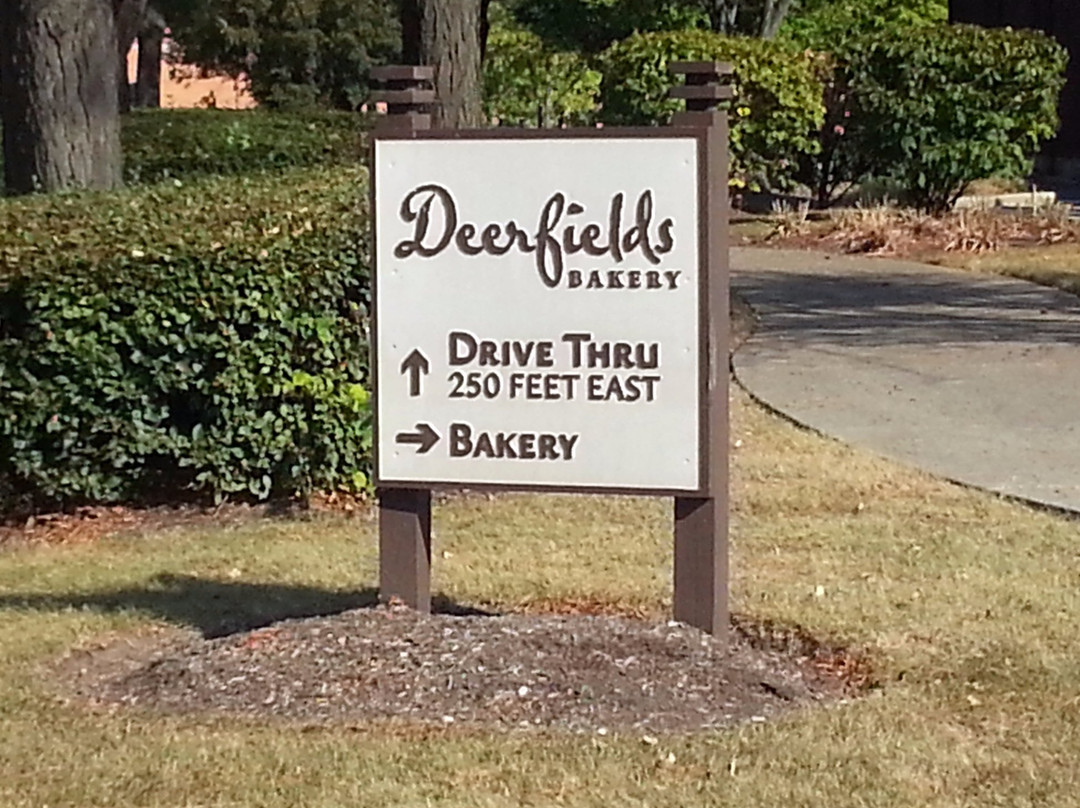 Deerfields
BAKERY
DRIVE THRU
250 FEET EAST
BAKERY